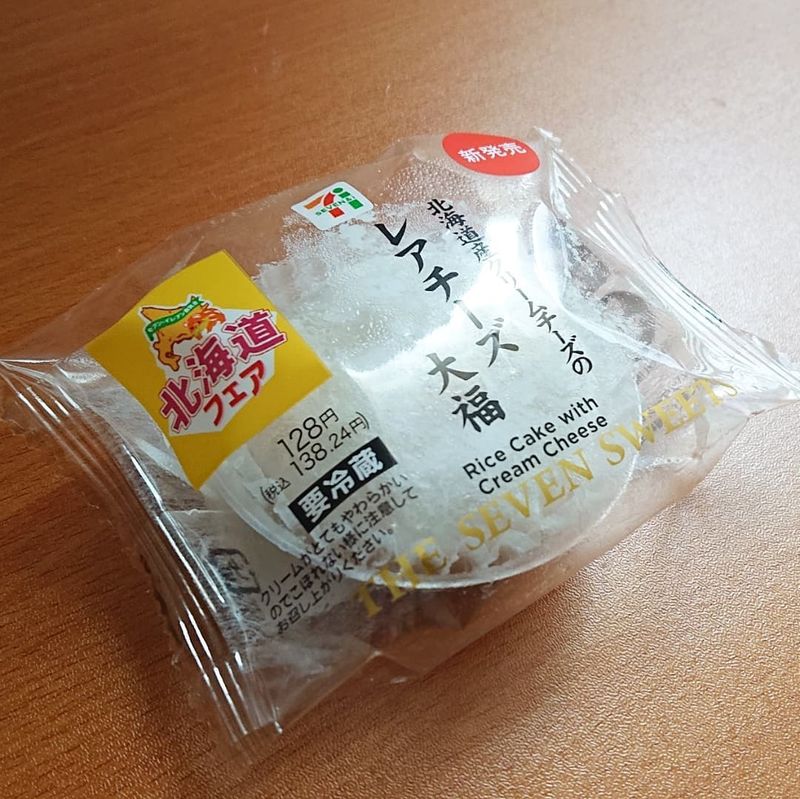 新発売
SEVEN&i
北海道産クリームチーズの
レアチーズ
大福
Rice Cake with
Cream Cheese
THE SEVEN SWEETS
北海道
フェア
128円
(税込138.24円)
要冷蔵
クリームがとてもやわらかい
のでこぼれない様に注意して
お召し上がりください。